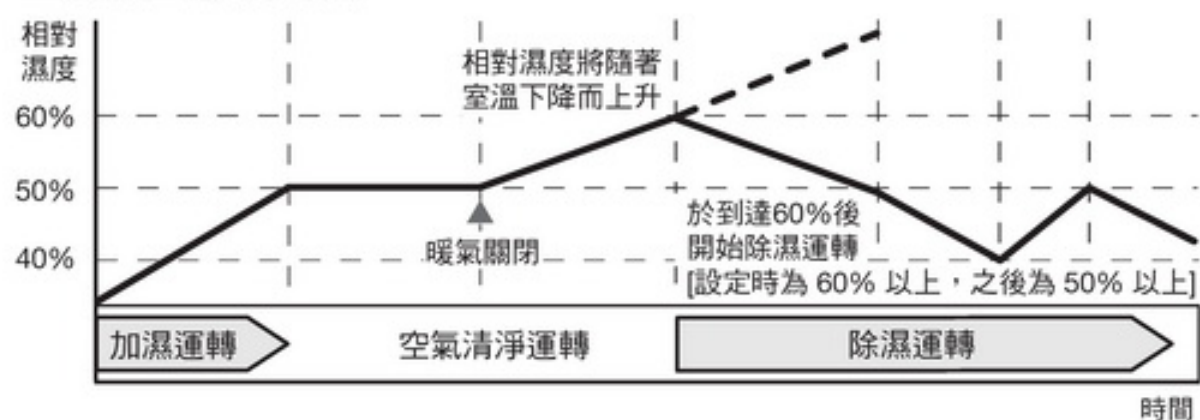 相對
濕度
60%
50%
40%
相對濕度將隨著
室溫下降而上升
暖氣關閉
於到達60%後
開始除濕運轉
[設定時為 60% 以上，之後為 50% 以上]
加濕運轉
空氣清淨運轉
除濕運轉
時間